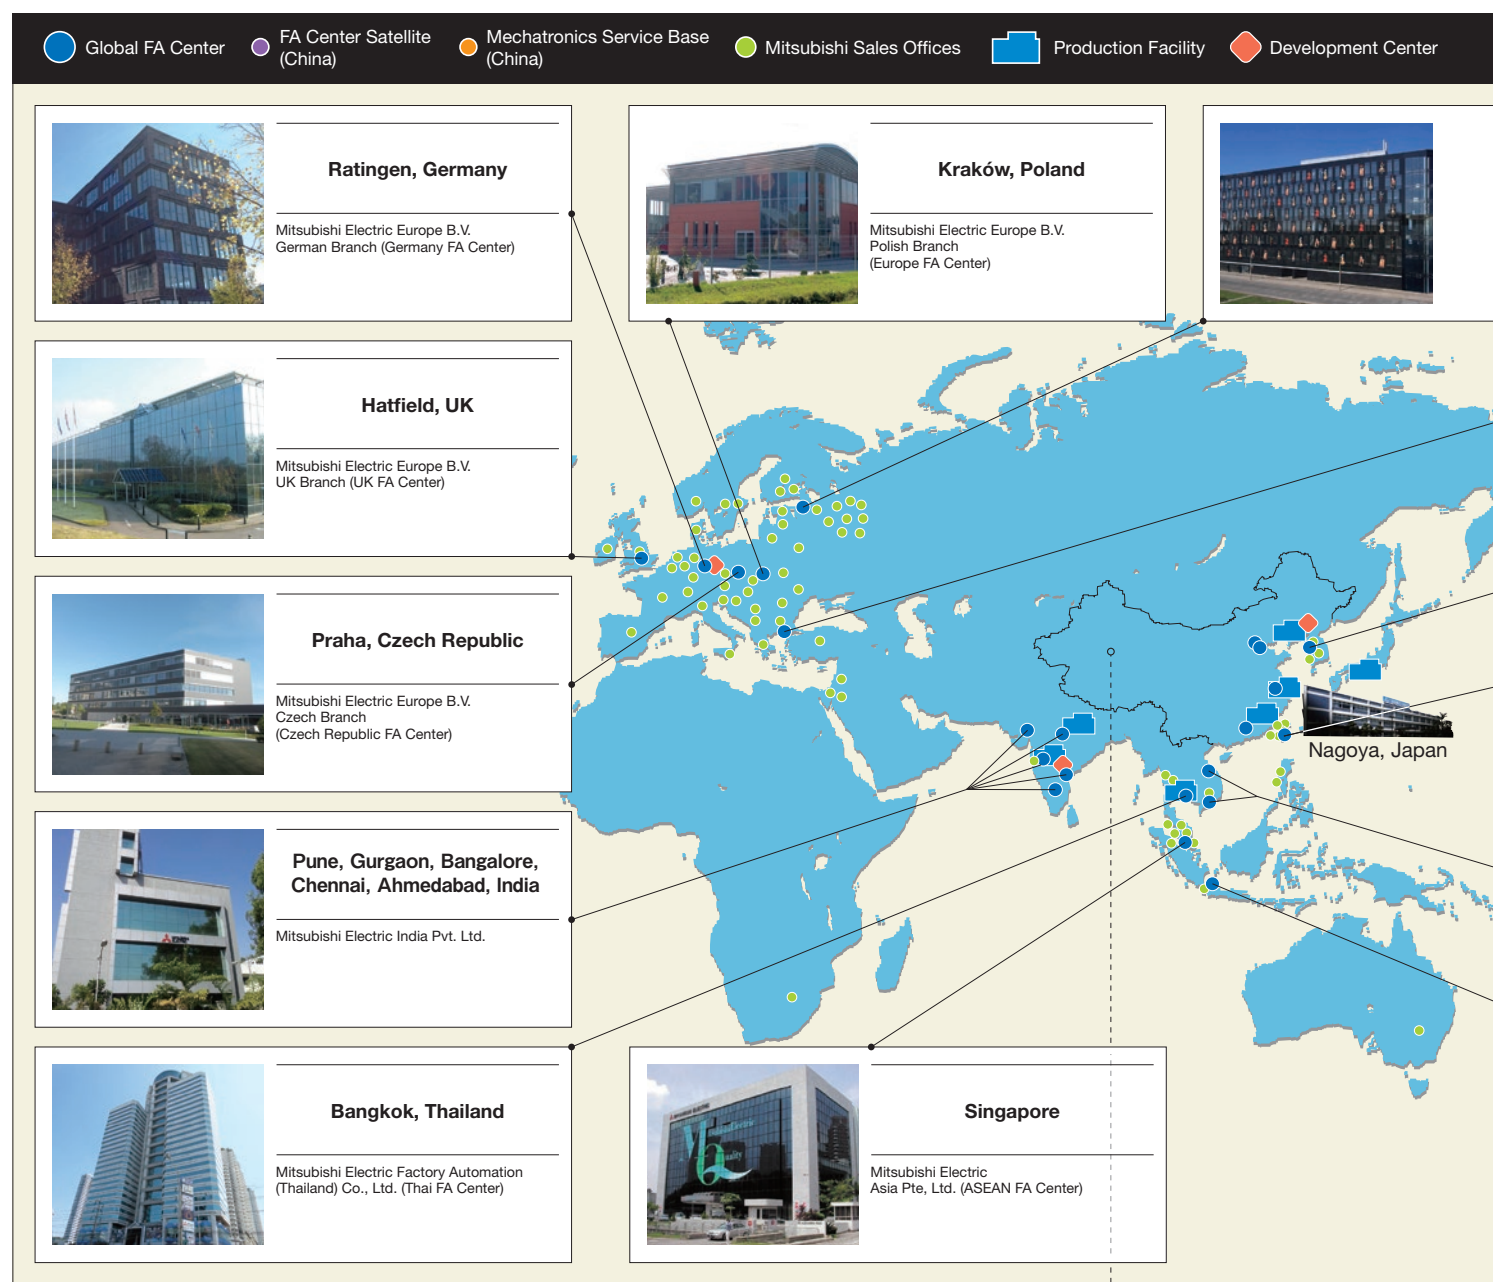 Global FA Center
FA Center Satellite
(China)
Mechatronics Service Base
(China)
Mitsubishi Sales Offices
Production Facility
Development Center
Ratingen, Germany
Mitsubishi Electric Europe B.V.
German Branch (Germany FA Center)
Kraków, Poland
Mitsubishi Electric Europe B.V.
Polish Branch
(Europe FA Center)
Hatfield, UK
Mitsubishi Electric Europe B.V.
UK Branch (UK FA Center)
Praha, Czech Republic
Mitsubishi Electric Europe B.V.
Czech Branch
(Czech Republic FA Center)
Nagoya, Japan
Pune, Gurgaon, Bangalore,
Chennai, Ahmedabad, India
Mitsubishi Electric India Pvt. Ltd.
Bangkok, Thailand
Mitsubishi Electric Factory Automation
(Thailand) Co., Ltd. (Thai FA Center)
Singapore
Mitsubishi Electric
Asia Pte, Ltd. (ASEAN FA Center)